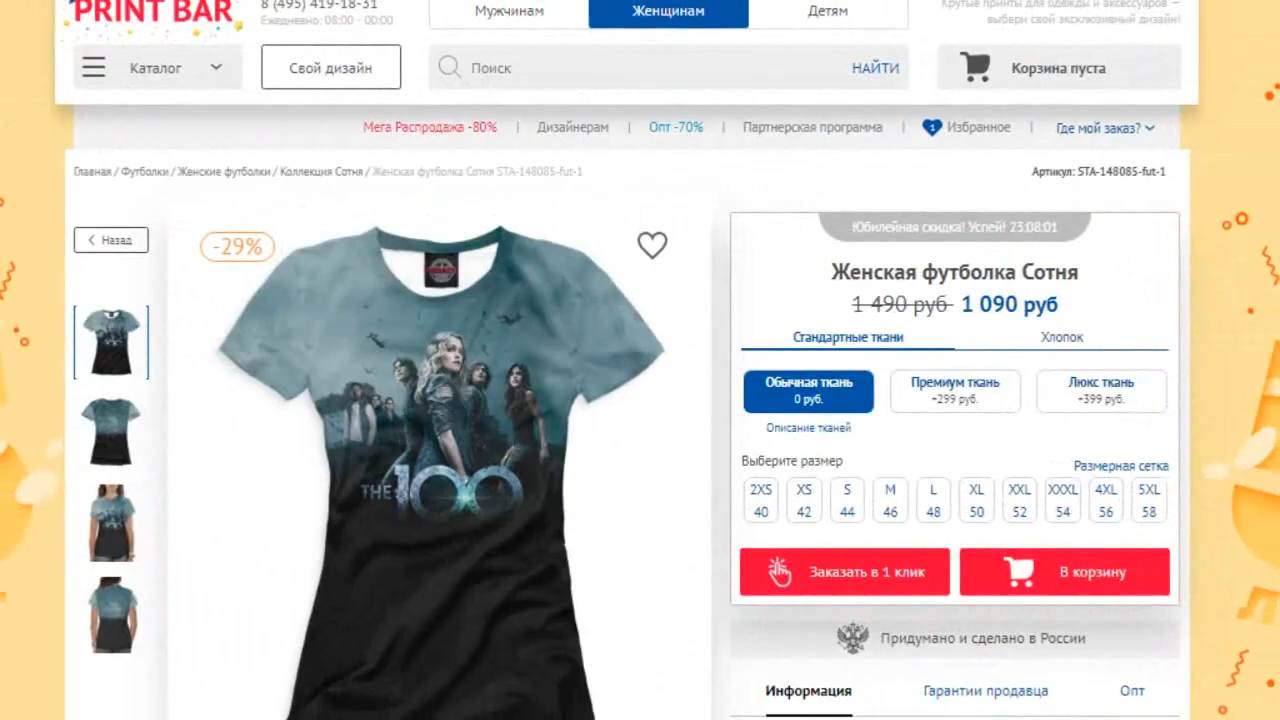 PRINT BAR
8 (495) 419-18-31
Ежедневно: 08:00 - 00:00
Мужчинам
Женщинам
Детям
Крутые принты для одежды и аксессуаров —
выбери свой эксклюзивный дизайн!
Каталог
Свой дизайн
Поиск
НАЙТИ
Корзина пуста
Мега Распродажа -80% | Дизайнерам | Опт -70% | Партнерская программа | 1 Избранное | Где мой заказ?
Главная / Футболки / Женские футболки / Коллекция Сотня / Женская футболка Сотня STA-148085-fut-1
Артикул: STA-148085-fut-1
Назад
-29%
THE 100
Юбилейная скидка! Успей! 23:08:01
Женская футболка Сотня
1 490 руб 1 090 руб
Стандартные ткани
Хлопок
Обычная ткань
0 руб.
Премиум ткань
+299 руб.
Люкс ткань
+399 руб.
Описание тканей
Выберите размер
Размерная сетка
2XS XS S M L XL XXL XXXL 4XL 5XL
40 42 44 46 48 50 52 54 56 58
Заказать в 1 клик
В корзину
Придумано и сделано в России
Информация
Гарантии продавца
Опт